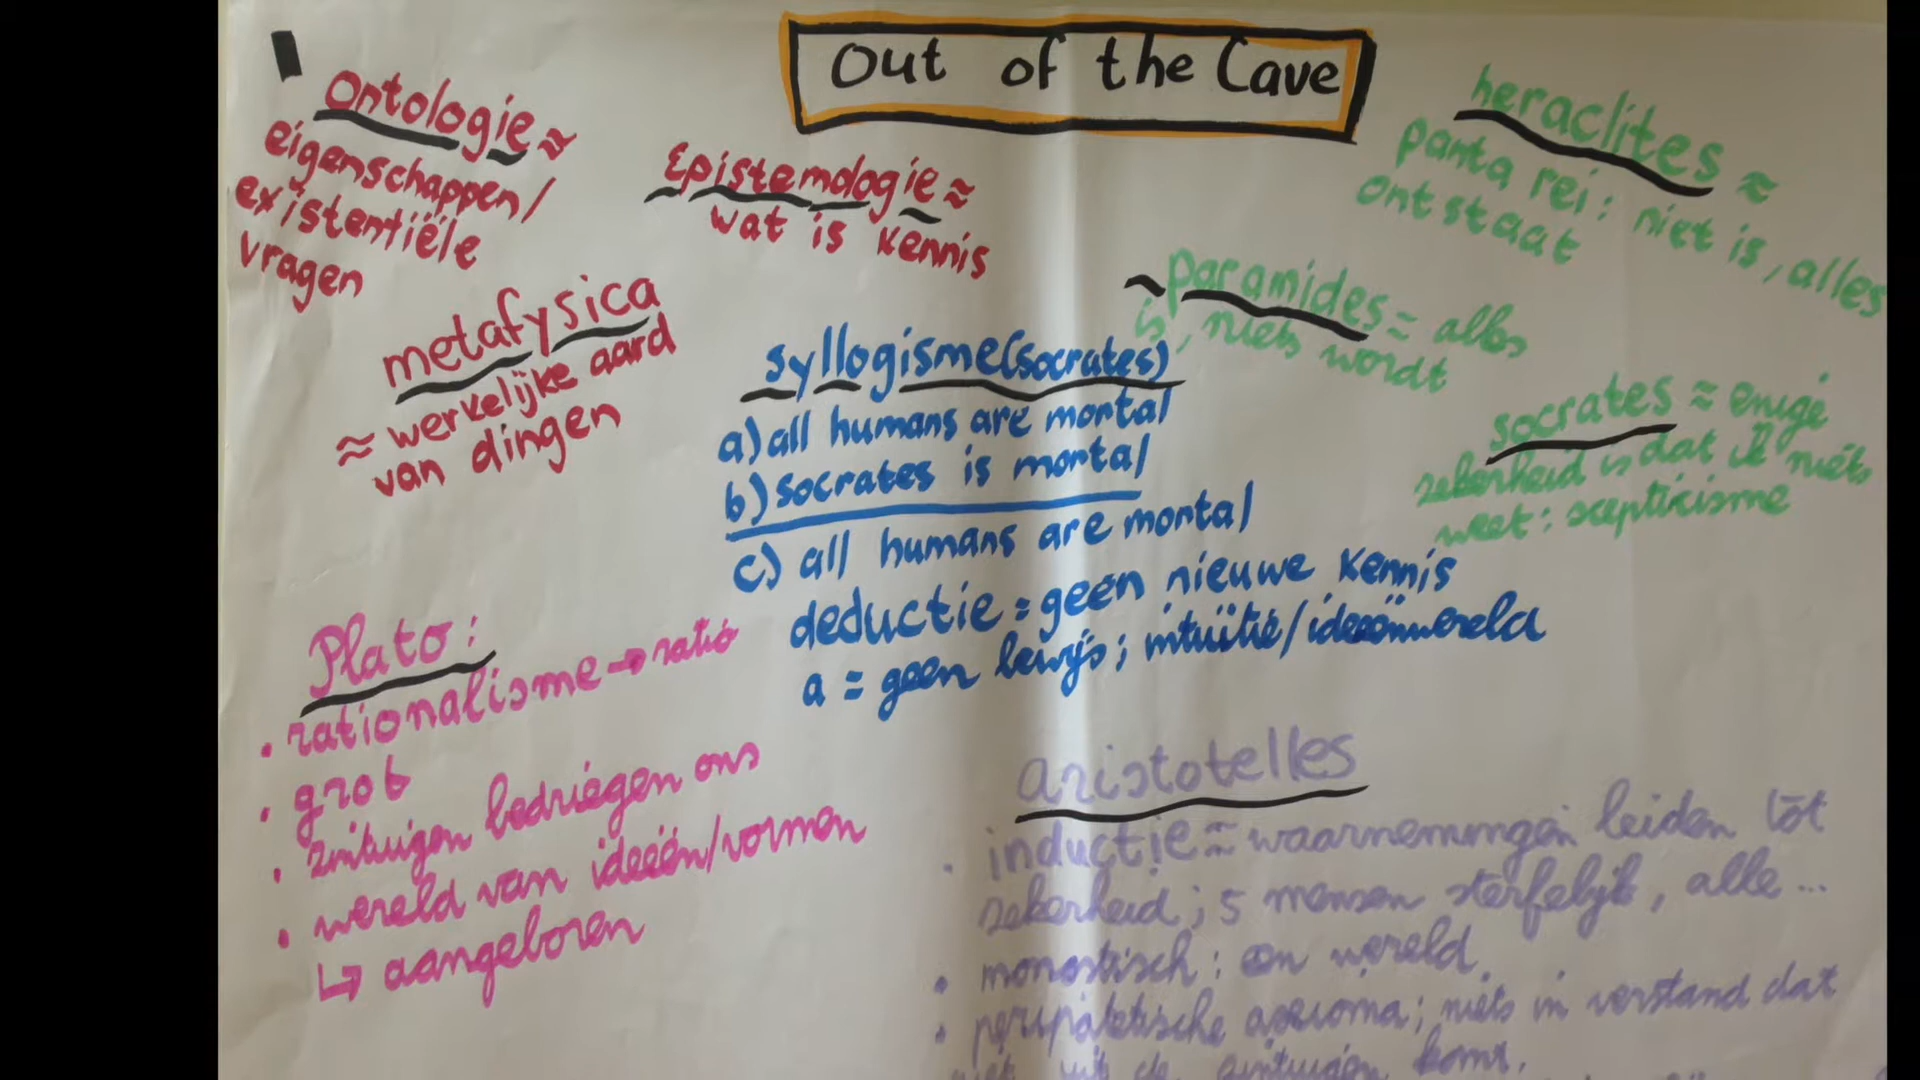 Out of the Cave
Ontologie ≈
eigenschappen/
existentiële
vragen
Epistemologie ≈
wat is kennis
metafysica
≈ werkelijke aard
van dingen
heraclites ≈
panta rei: niet is, alles
ontstaat
paramides = alles
is, niets wordt
socrates ≈ enige
zekerheid is dat ik niets
weet: scepticisme
syllogisme(socrates)
a) all humans are mortal
b) socrates is mortal
c) all humans are mortal
deductie = geen nieuwe kennis
a = geen bewijs; intuïtie/ideeënwereld
Plato:
• rationalisme → ratio
• grot
• zintuigen bedriegen ons
• wereld van ideeën/vormen
↳ aangeboren
aristotelles
• inductie = waarnemingen leiden tot
zekerheid; 5 mensen sterfelijk, alle ...
• monistisch: een wereld
• peripatetische axioma; niets in verstand dat
niet uit de zintuigen komt.